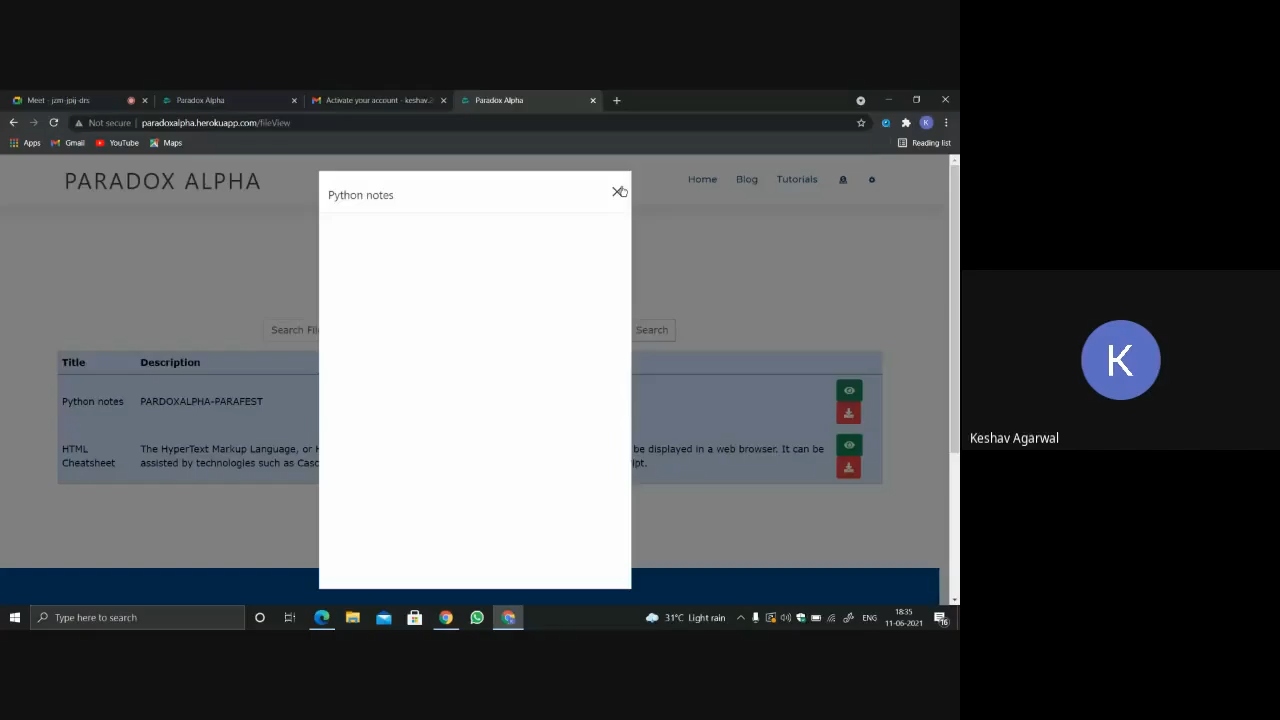 Meet - jzm-jpij-drs
Paradox Alpha
Activate your account - keshav.
Paradox Alpha
Not secure
paradoxalpha.herokuapp.com/fileView
K
Apps
Gmail
YouTube
Maps
Reading list
PARADOX ALPHA
Home
Blog
Tutorials
Python notes
Search Fil
Search
Title
Description
Python notes
PARDOXALPHA-PARAFEST
HTML
Cheatsheet
The HyperText Markup Language, or H
be displayed in a web browser. It can be
assisted by technologies such as Casc
ipt.
K
Keshav Agarwal
Type here to search
31°C Light rain
ENG
18:35
11-06-2021
16